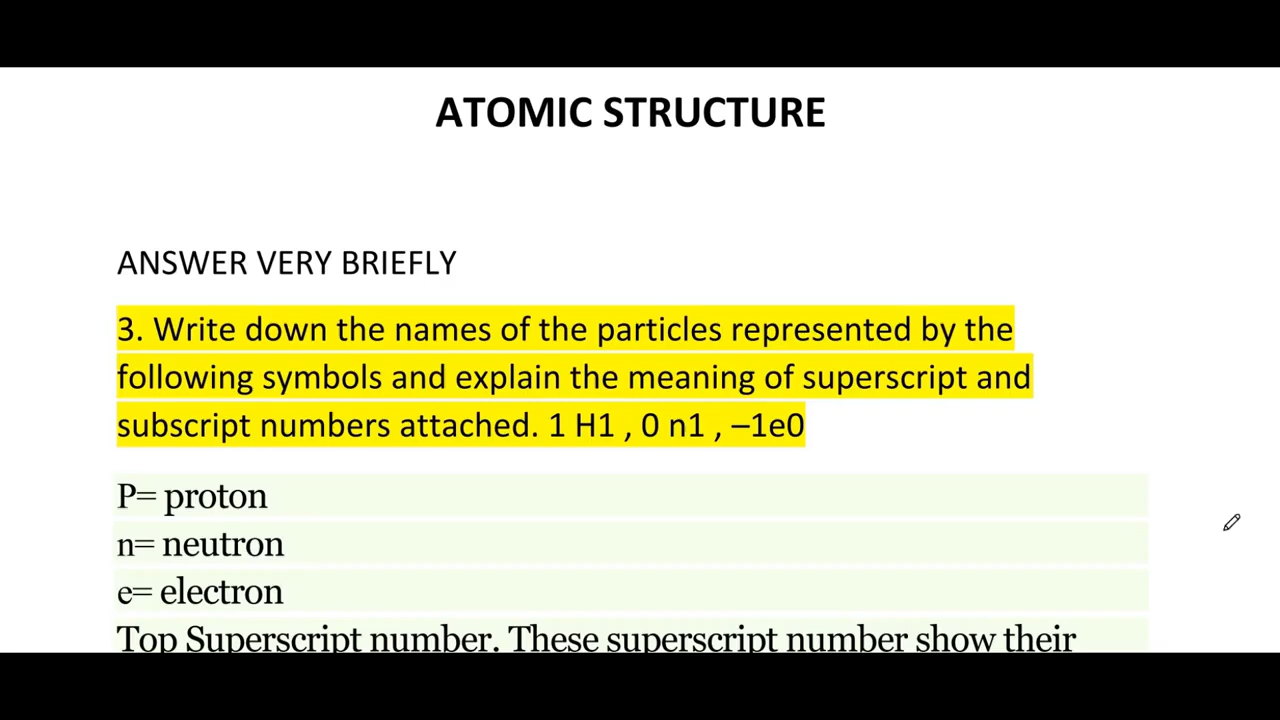 ATOMIC STRUCTURE
ANSWER VERY BRIEFLY
3. Write down the names of the particles represented by the
following symbols and explain the meaning of superscript and
subscript numbers attached. 1 H1 , 0 n1 , –1e0
P= proton
n= neutron
e= electron
Top Superscript number. These superscript number show their